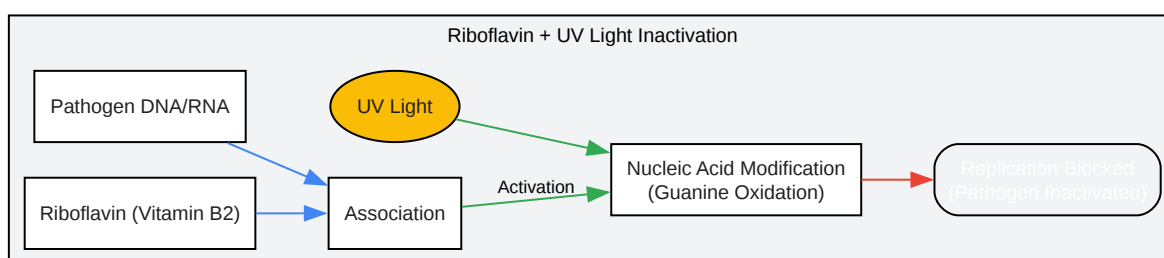 Riboflavin + UV Light Inactivation
Pathogen DNA/RNA
UV Light
Riboflavin (Vitamin B2)
Association
Activation
Nucleic Acid Modification
(Guanine Oxidation)
Replication Blocked
(Pathogen Inactivated)